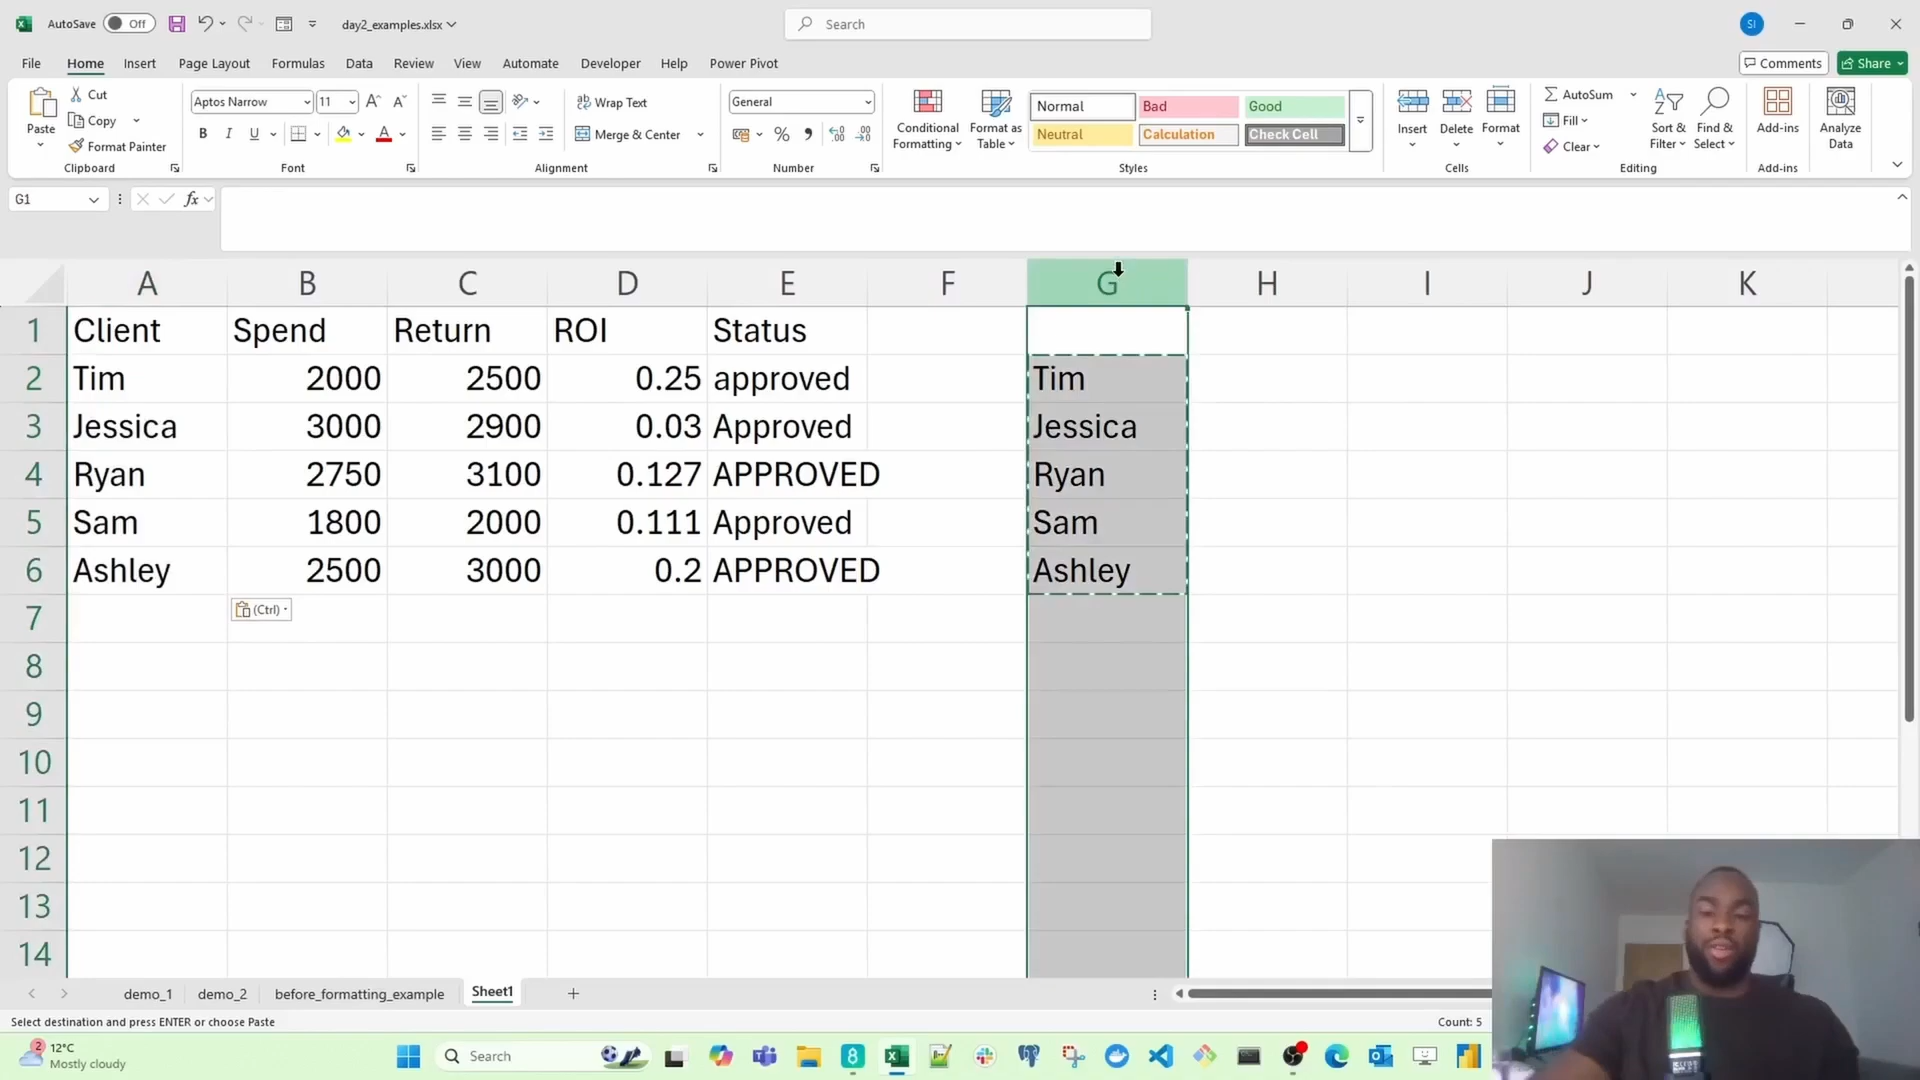 AutoSave Off day2_examples.xlsx Search SI
File Home Insert Page Layout Formulas Data Review View Automate Developer Help Power Pivot Comments Share
Paste Cut Copy Format Painter Clipboard
Aptos Narrow 11 B I U Font
Wrap Text Merge & Center Alignment
General % Number
Conditional Formatting Format as Table Normal Bad Good Neutral Calculation Check Cell Styles
Insert Delete Format Cells
AutoSum Fill Clear Sort & Filter Find & Select Editing
Add-ins Add-ins
Analyze Data
G1 fx
A B C D E F G H I J K
1 Client Spend Return ROI Status
2 Tim 2000 2500 0.25 approved Tim
3 Jessica 3000 2900 0.03 Approved Jessica
4 Ryan 2750 3100 0.127 APPROVED Ryan
5 Sam 1800 2000 0.111 Approved Sam
6 Ashley 2500 3000 0.2 APPROVED Ashley
7 (Ctrl)
8
9
10
11
12
13
14
demo_1 demo_2 before_formatting_example Sheet1
Select destination and press ENTER or choose Paste Count: 5
2 12°C
Mostly cloudy
Search